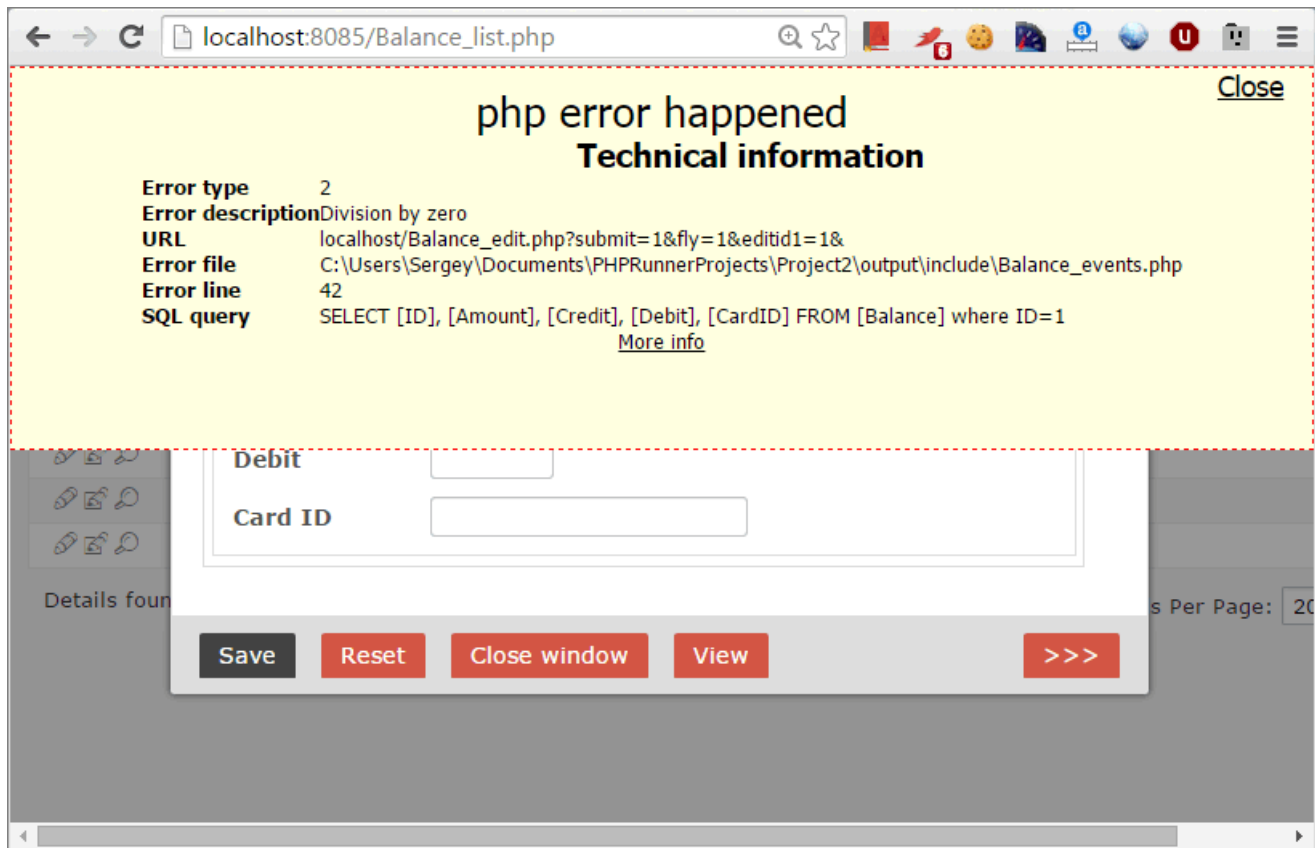 localhost:8085/Balance_list.php
6
a
U
Close
php error happened
Technical information
Error type 2
Error description Division by zero
URL localhost/Balance_edit.php?submit=1&fly=1&editid1=1&
Error file C:\Users\Sergey\Documents\PHPRunnerProjects\Project2\output\include\Balance_events.php
Error line 42
SQL query SELECT [ID], [Amount], [Credit], [Debit], [CardID] FROM [Balance] where ID=1
More info
Debit
Card ID
Details foun
s Per Page: 20
Save Reset Close window View >>>